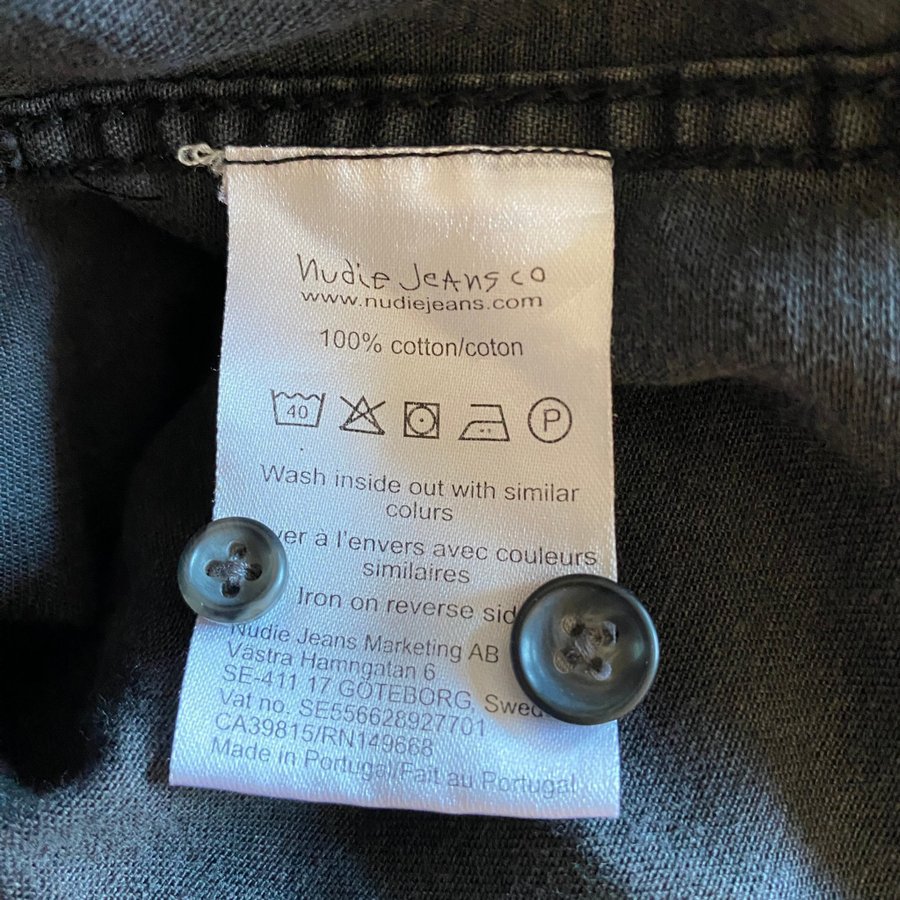 nudie Jeans co
www.nudiejeans.com
100% cotton/coton
40 P
Wash inside out with similar
colurs
à l'envers avec couleurs
similaires
Iron on reverse
Nudie Jeans Marketing AB
Västra Hamngatan 6
SE-411 17 GÖTEBORG,
Vat no. SE556628927701
CA39815/RN149668
Made in Portugal/Fait au Portugal